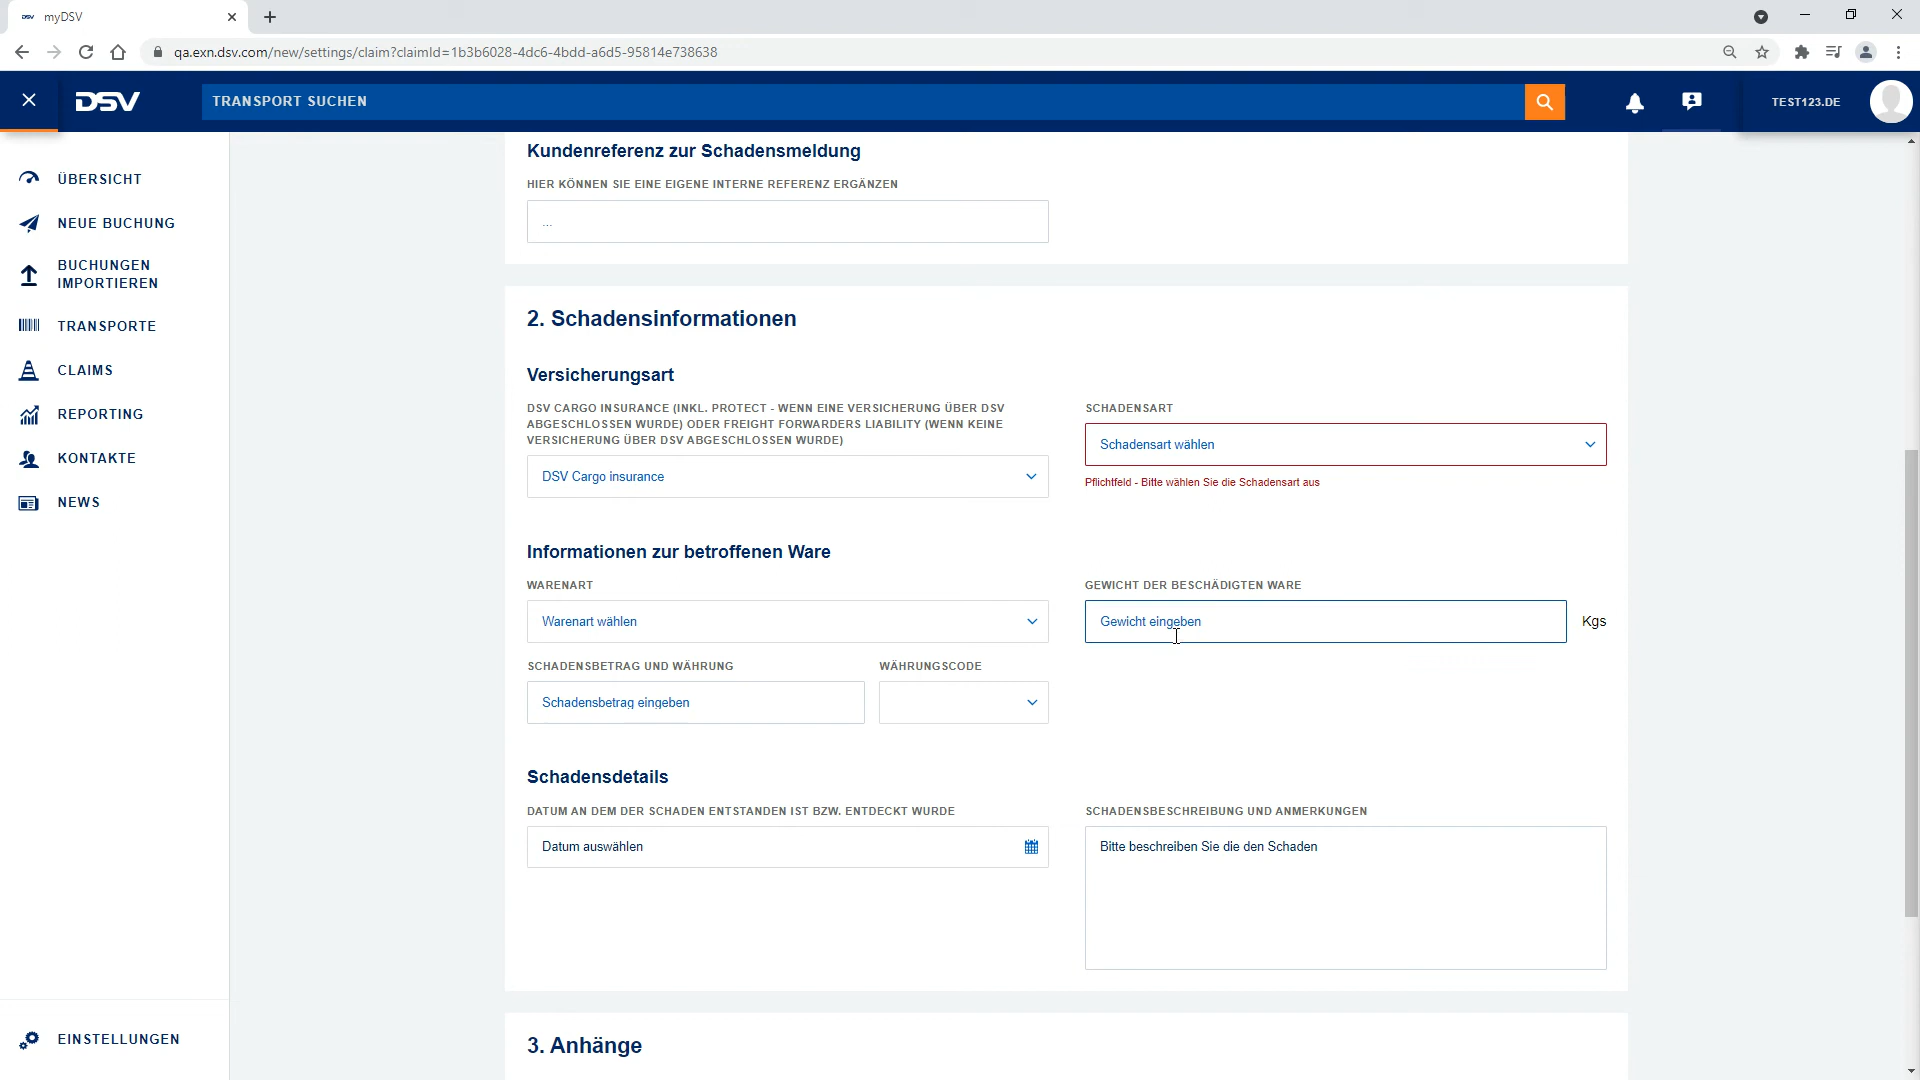 DSV
myDSV
qa.exn.dsv.com/new/settings/claim?claimId=1b3b6028-4dc6-4bdd-a6d5-95814e738638
DSV
TRANSPORT SUCHEN
TEST123.DE
ÜBERSICHT
NEUE BUCHUNG
BUCHUNGEN
IMPORTIEREN
TRANSPORTE
CLAIMS
REPORTING
KONTAKTE
NEWS
EINSTELLUNGEN
Kundenreferenz zur Schadensmeldung
HIER KÖNNEN SIE EINE EIGENE INTERNE REFERENZ ERGÄNZEN
...
2. Schadensinformationen
Versicherungsart
DSV CARGO INSURANCE (INKL. PROTECT - WENN EINE VERSICHERUNG ÜBER DSV
ABGESCHLOSSEN WURDE) ODER FREIGHT FORWARDERS LIABILITY (WENN KEINE
VERSICHERUNG ÜBER DSV ABGESCHLOSSEN WURDE)
DSV Cargo insurance
SCHADENSART
Schadensart wählen
Pflichtfeld - Bitte wählen Sie die Schadensart aus
Informationen zur betroffenen Ware
WARENART
Warenart wählen
GEWICHT DER BESCHÄDIGTEN WARE
Gewicht eingeben
Kgs
SCHADENSBETRAG UND WÄHRUNG
Schadensbetrag eingeben
WÄHRUNGSCODE
Schadensdetails
DATUM AN DEM DER SCHADEN ENTSTANDEN IST BZW. ENTDECKT WURDE
Datum auswählen
SCHADENSBESCHREIBUNG UND ANMERKUNGEN
Bitte beschreiben Sie die den Schaden
3. Anhänge